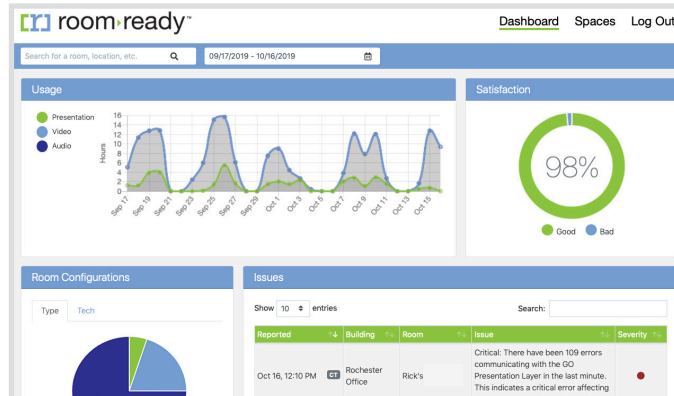 [r] room ready™
Dashboard Spaces Log Out
Search for a room, location, etc.
09/17/2019 - 10/16/2019
Usage
Presentation
Video
Audio
Hours
16
14
12
10
8
6
4
2
0
Sep 17 Sep 19 Sep 21 Sep 23 Sep 25 Sep 27 Sep 29 Oct 1 Oct 3 Oct 5 Oct 7 Oct 9 Oct 11 Oct 13 Oct 15
Satisfaction
98%
Good Bad
Room Configurations
Type Tech
Issues
Show 10 entries
Search:
Reported Building Room Issue Severity
Oct 16, 12:10 PM CT Rochester Office Rick's
Critical: There have been 109 errors
communicating with the GO
Presentation Layer in the last minute.
This indicates a critical error affecting